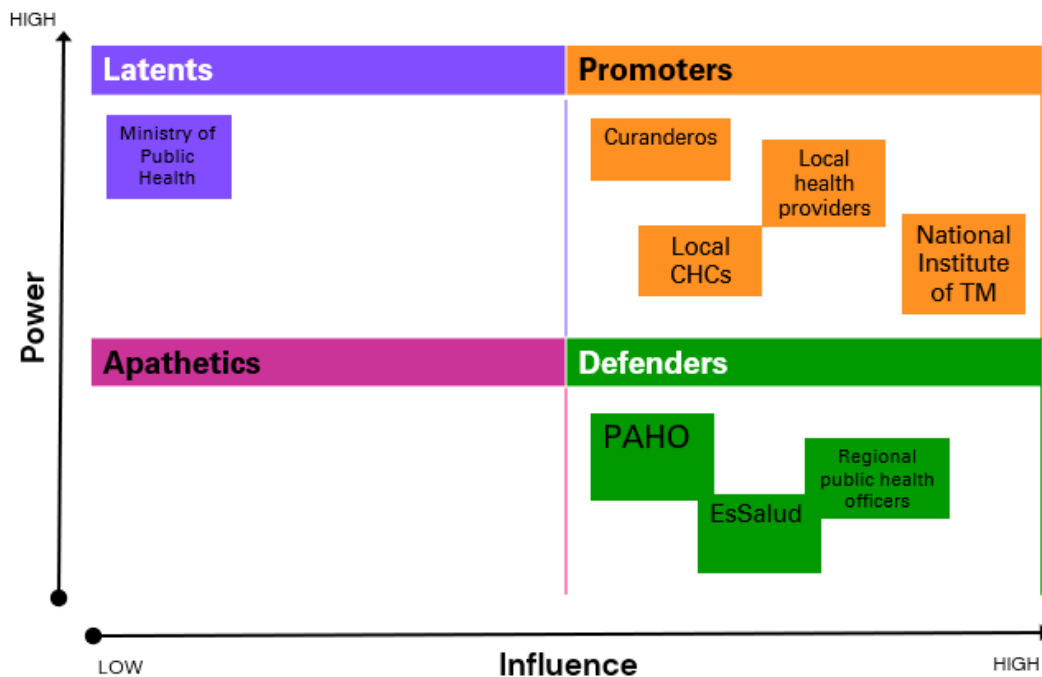 HIGH
Latents
Promoters
Ministry of
Public
Health
Curanderos
Local
health
providers
Local
CHCs
National
Institute
of TM
Power
Apathetics
Defenders
PAHO
EsSalud
Regional
public health
officers
LOW
Influence
HIGH